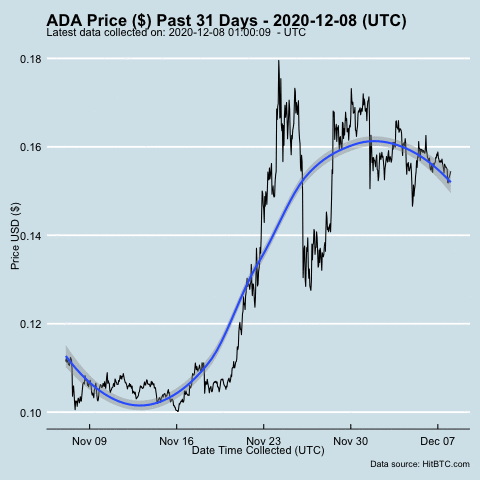 ADA Price ($) Past 31 Days - 2020-12-08 (UTC)
Latest data collected on: 2020-12-08 01:00:09 - UTC
Price USD ($)
0.18
0.16
0.14
0.12
0.10
Nov 09 Nov 16 Nov 23 Nov 30 Dec 07
Date Time Collected (UTC)
Data source: HitBTC.com